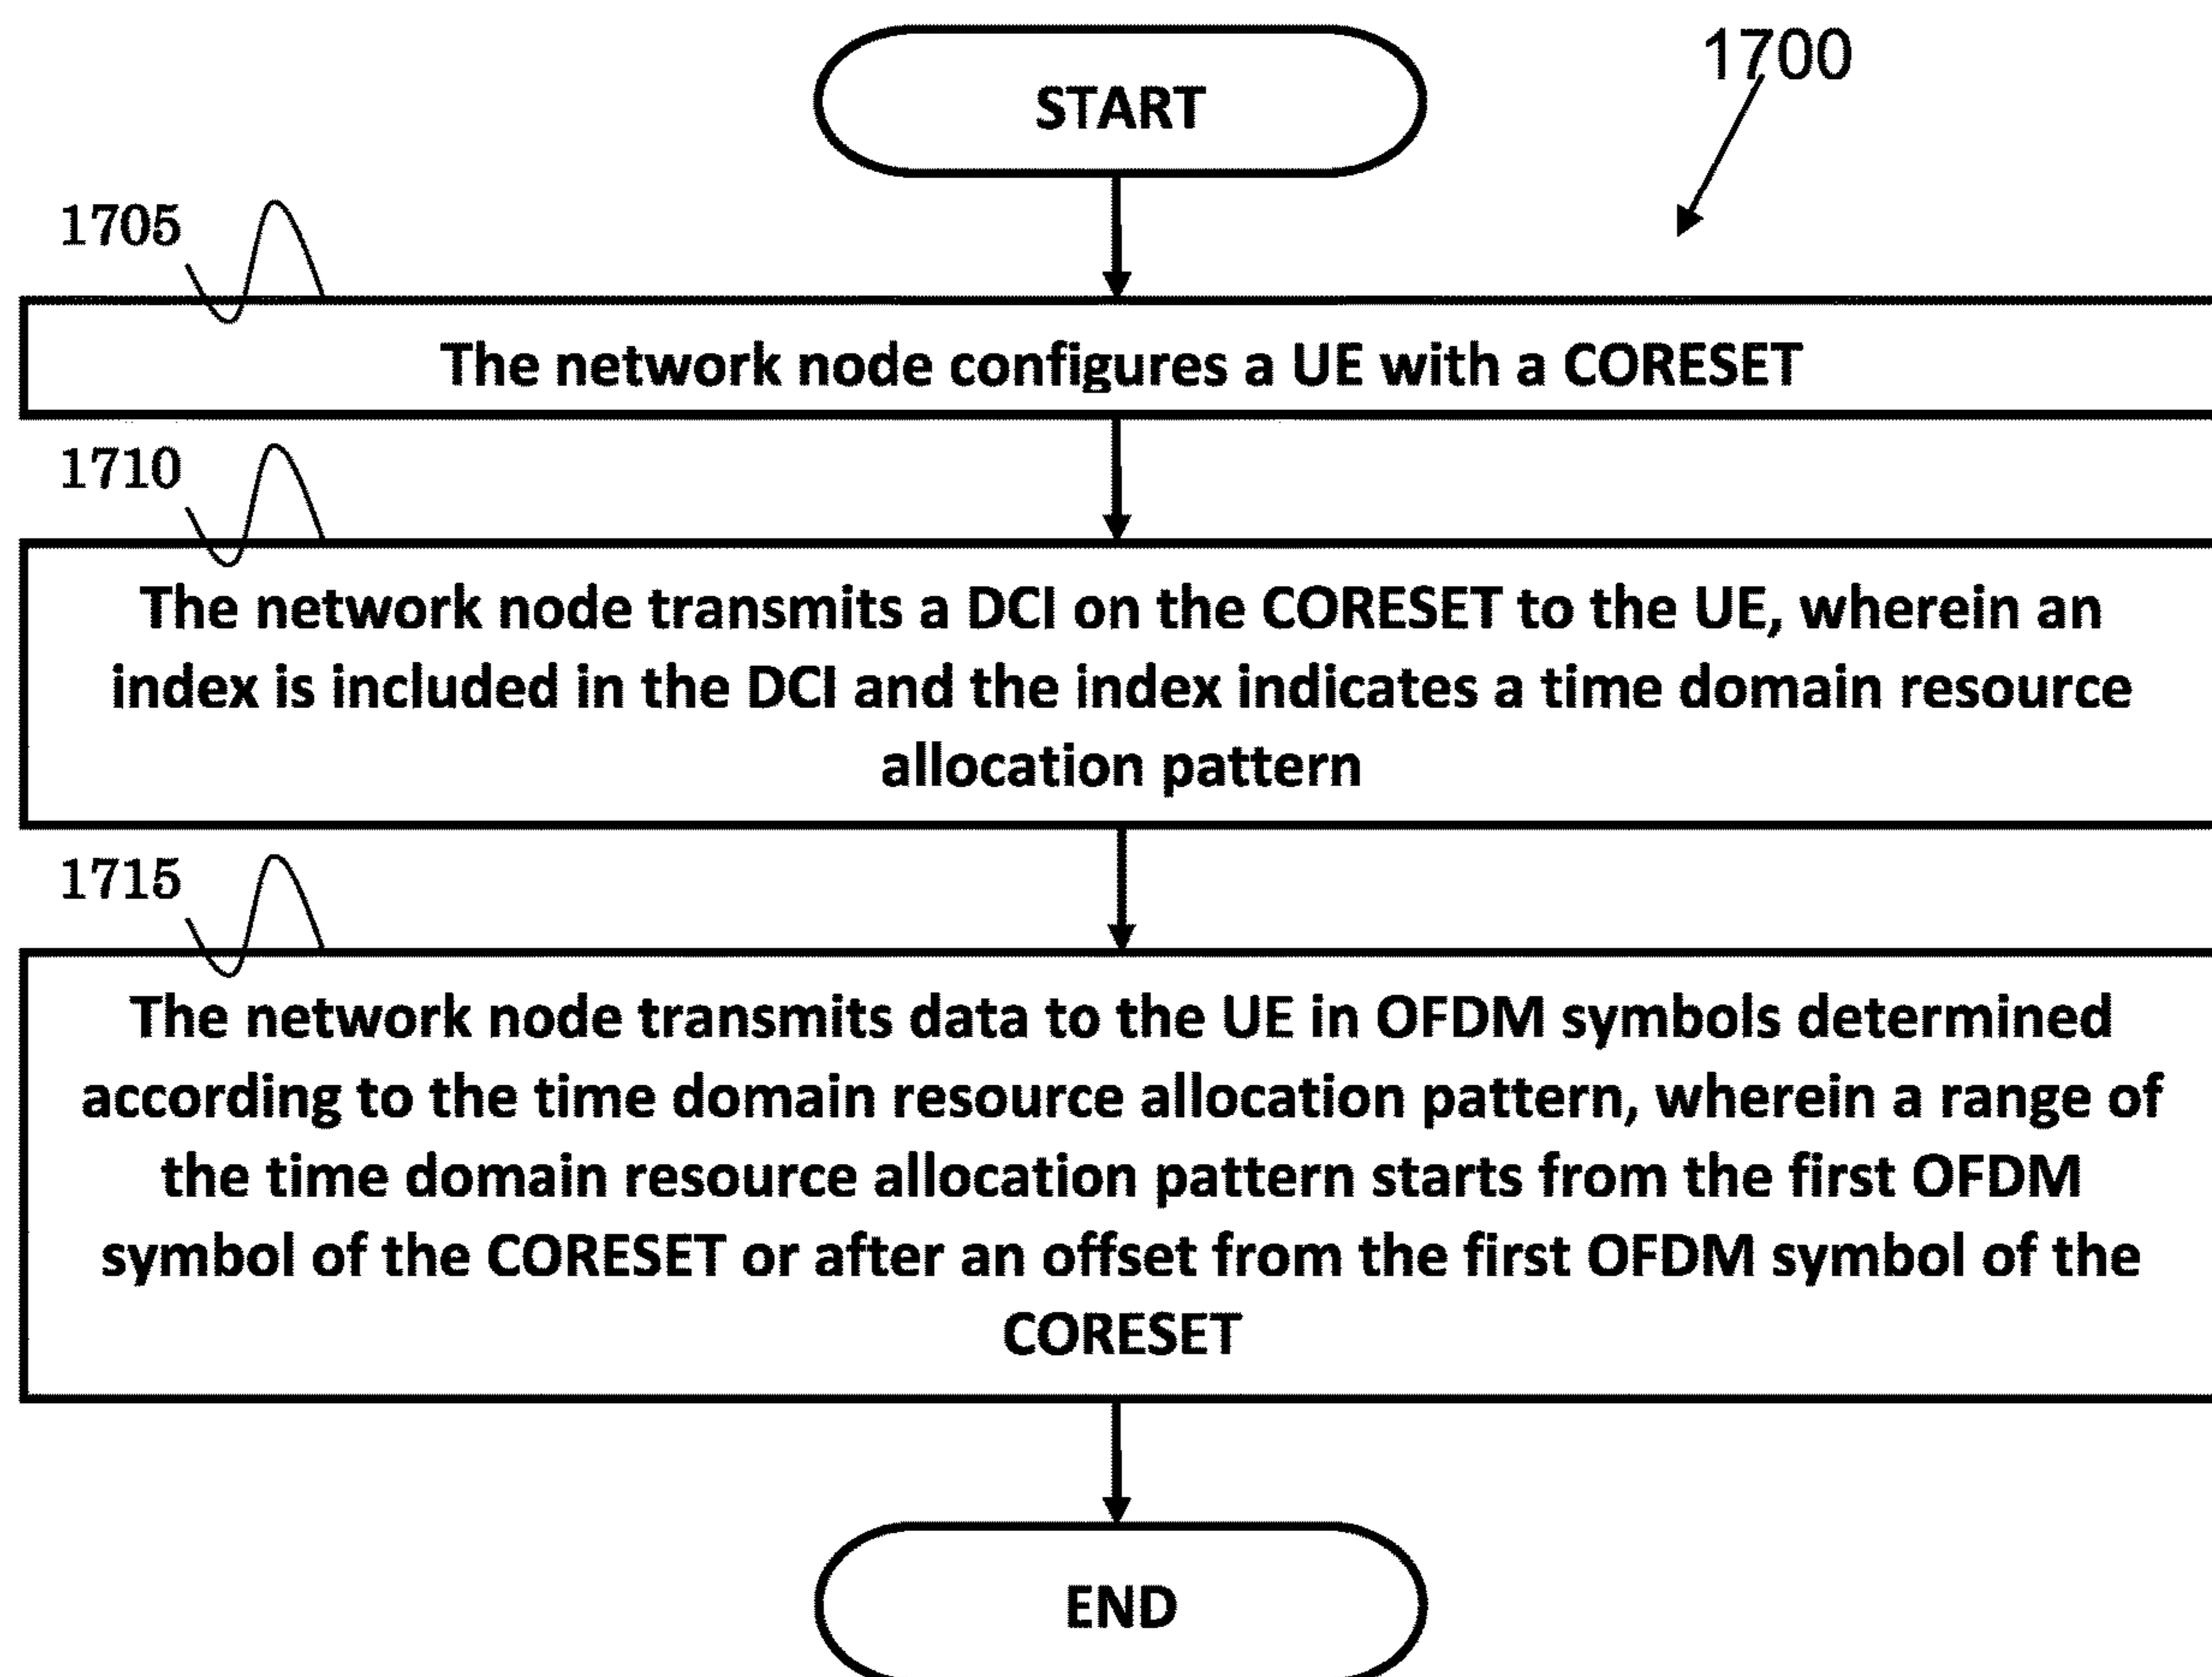 1700
START
1705
The network node configures a UE with a CORESET
1710
The network node transmits a DCI on the CORESET to the UE, wherein an
index is included in the DCI and the index indicates a time domain resource
allocation pattern
1715
The network node transmits data to the UE in OFDM symbols determined
according to the time domain resource allocation pattern, wherein a range of
the time domain resource allocation pattern starts from the first OFDM
symbol of the CORESET or after an offset from the first OFDM symbol of the
CORESET
END